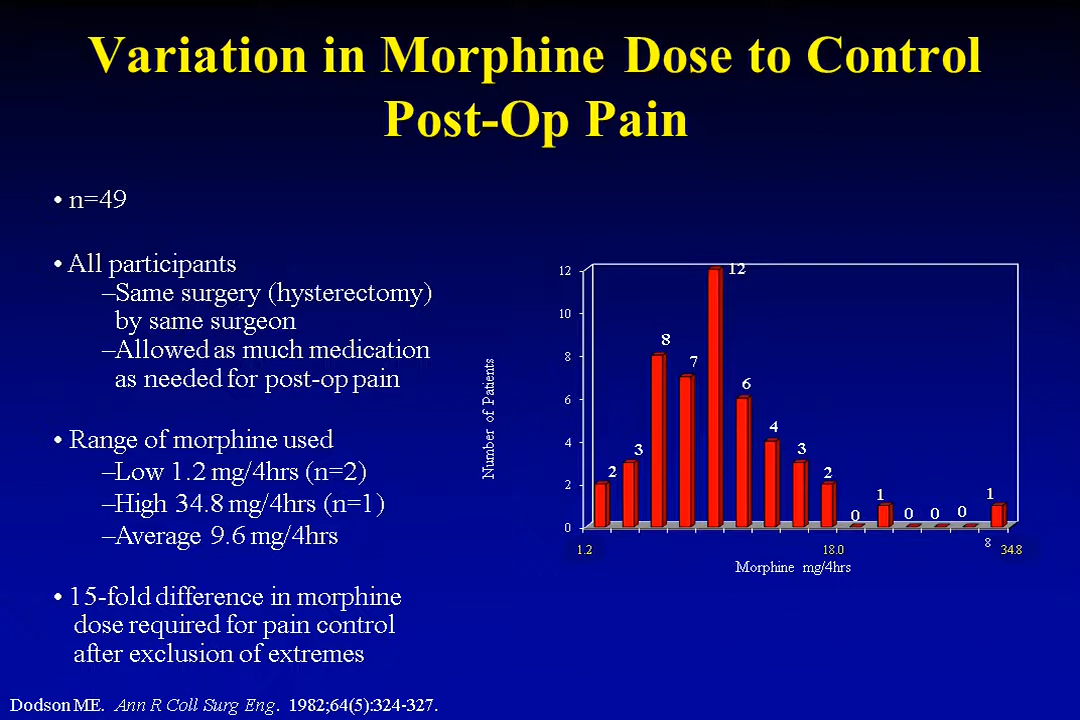 Variation in Morphine Dose to Control
Post-Op Pain
• n=49
• All participants
–Same surgery (hysterectomy)
by same surgeon
–Allowed as much medication
as needed for post-op pain
• Range of morphine used
–Low 1.2 mg/4hrs (n=2)
–High 34.8 mg/4hrs (n=1)
–Average 9.6 mg/4hrs
• 15-fold difference in morphine
dose required for pain control
after exclusion of extremes
Number of Patients
12
10
8
6
4
2
0
2
3
8
7
12
6
4
3
2
0
1
0
0
0
1
1.2
18.0
8
34.8
Morphine mg/4hrs
Dodson ME. Ann R Coll Surg Eng. 1982;64(5):324-327.